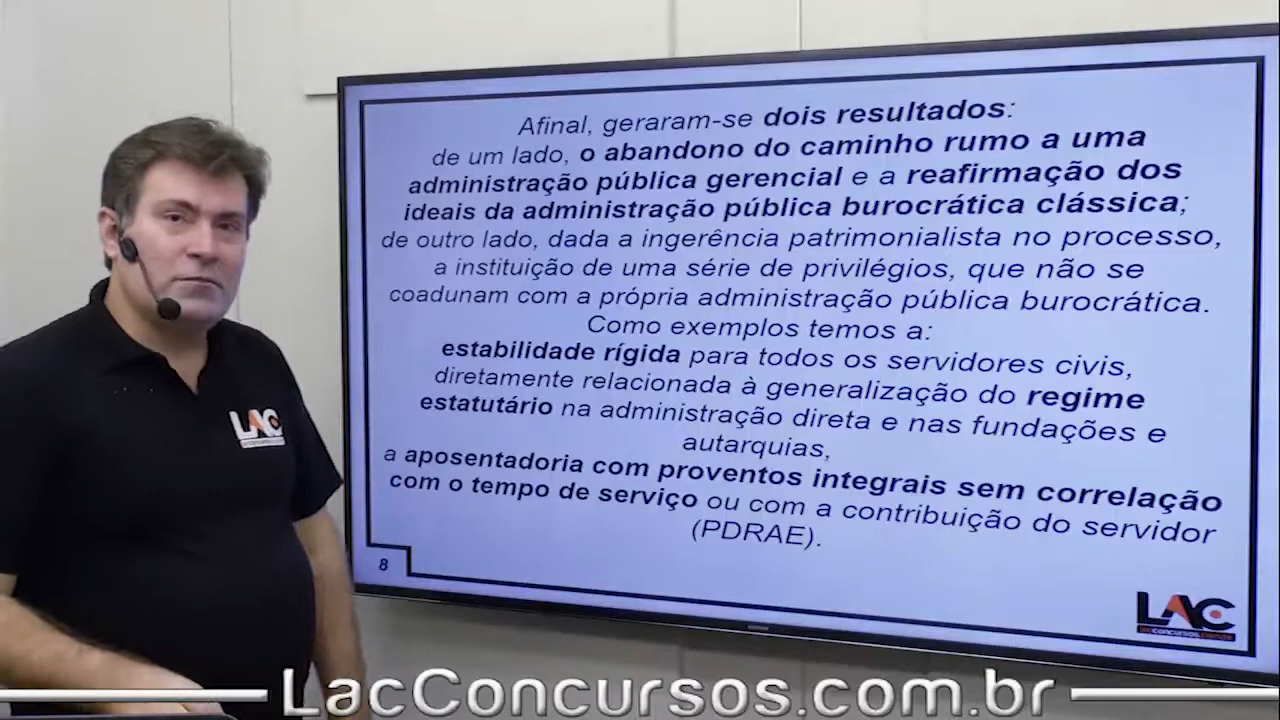 Afinal, geraram-se dois resultados:
de um lado, o abandono do caminho rumo a uma
administração pública gerencial e a reafirmação dos
ideais da administração pública burocrática clássica;
de outro lado, dada a ingerência patrimonialista no processo,
a instituição de uma série de privilégios, que não se
coadunam com a própria administração pública burocrática.
Como exemplos temos a:
estabilidade rígida para todos os servidores civis,
diretamente relacionada à generalização do regime
estatutário na administração direta e nas fundações e
autarquias,
a aposentadoria com proventos integrais sem correlação
com o tempo de serviço ou com a contribuição do servidor
(PDRAE).
8
LAC
LAC
LacConcursos.com.br